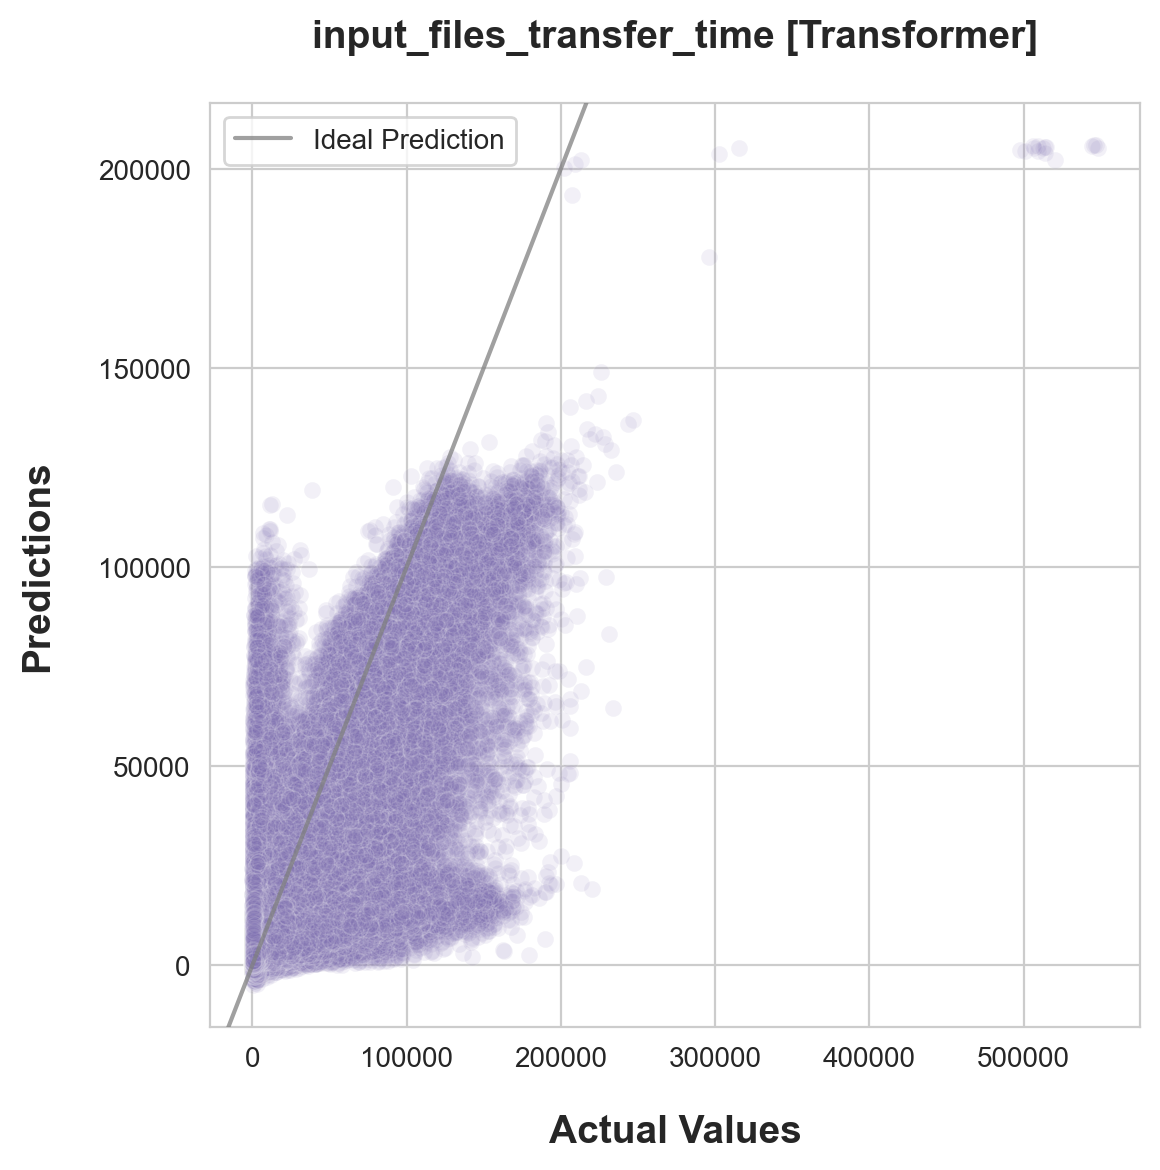 input_files_transfer_time [Transformer]
Ideal Prediction
200000
150000
100000
50000
0
Predictions
0 100000 200000 300000 400000 500000
Actual Values